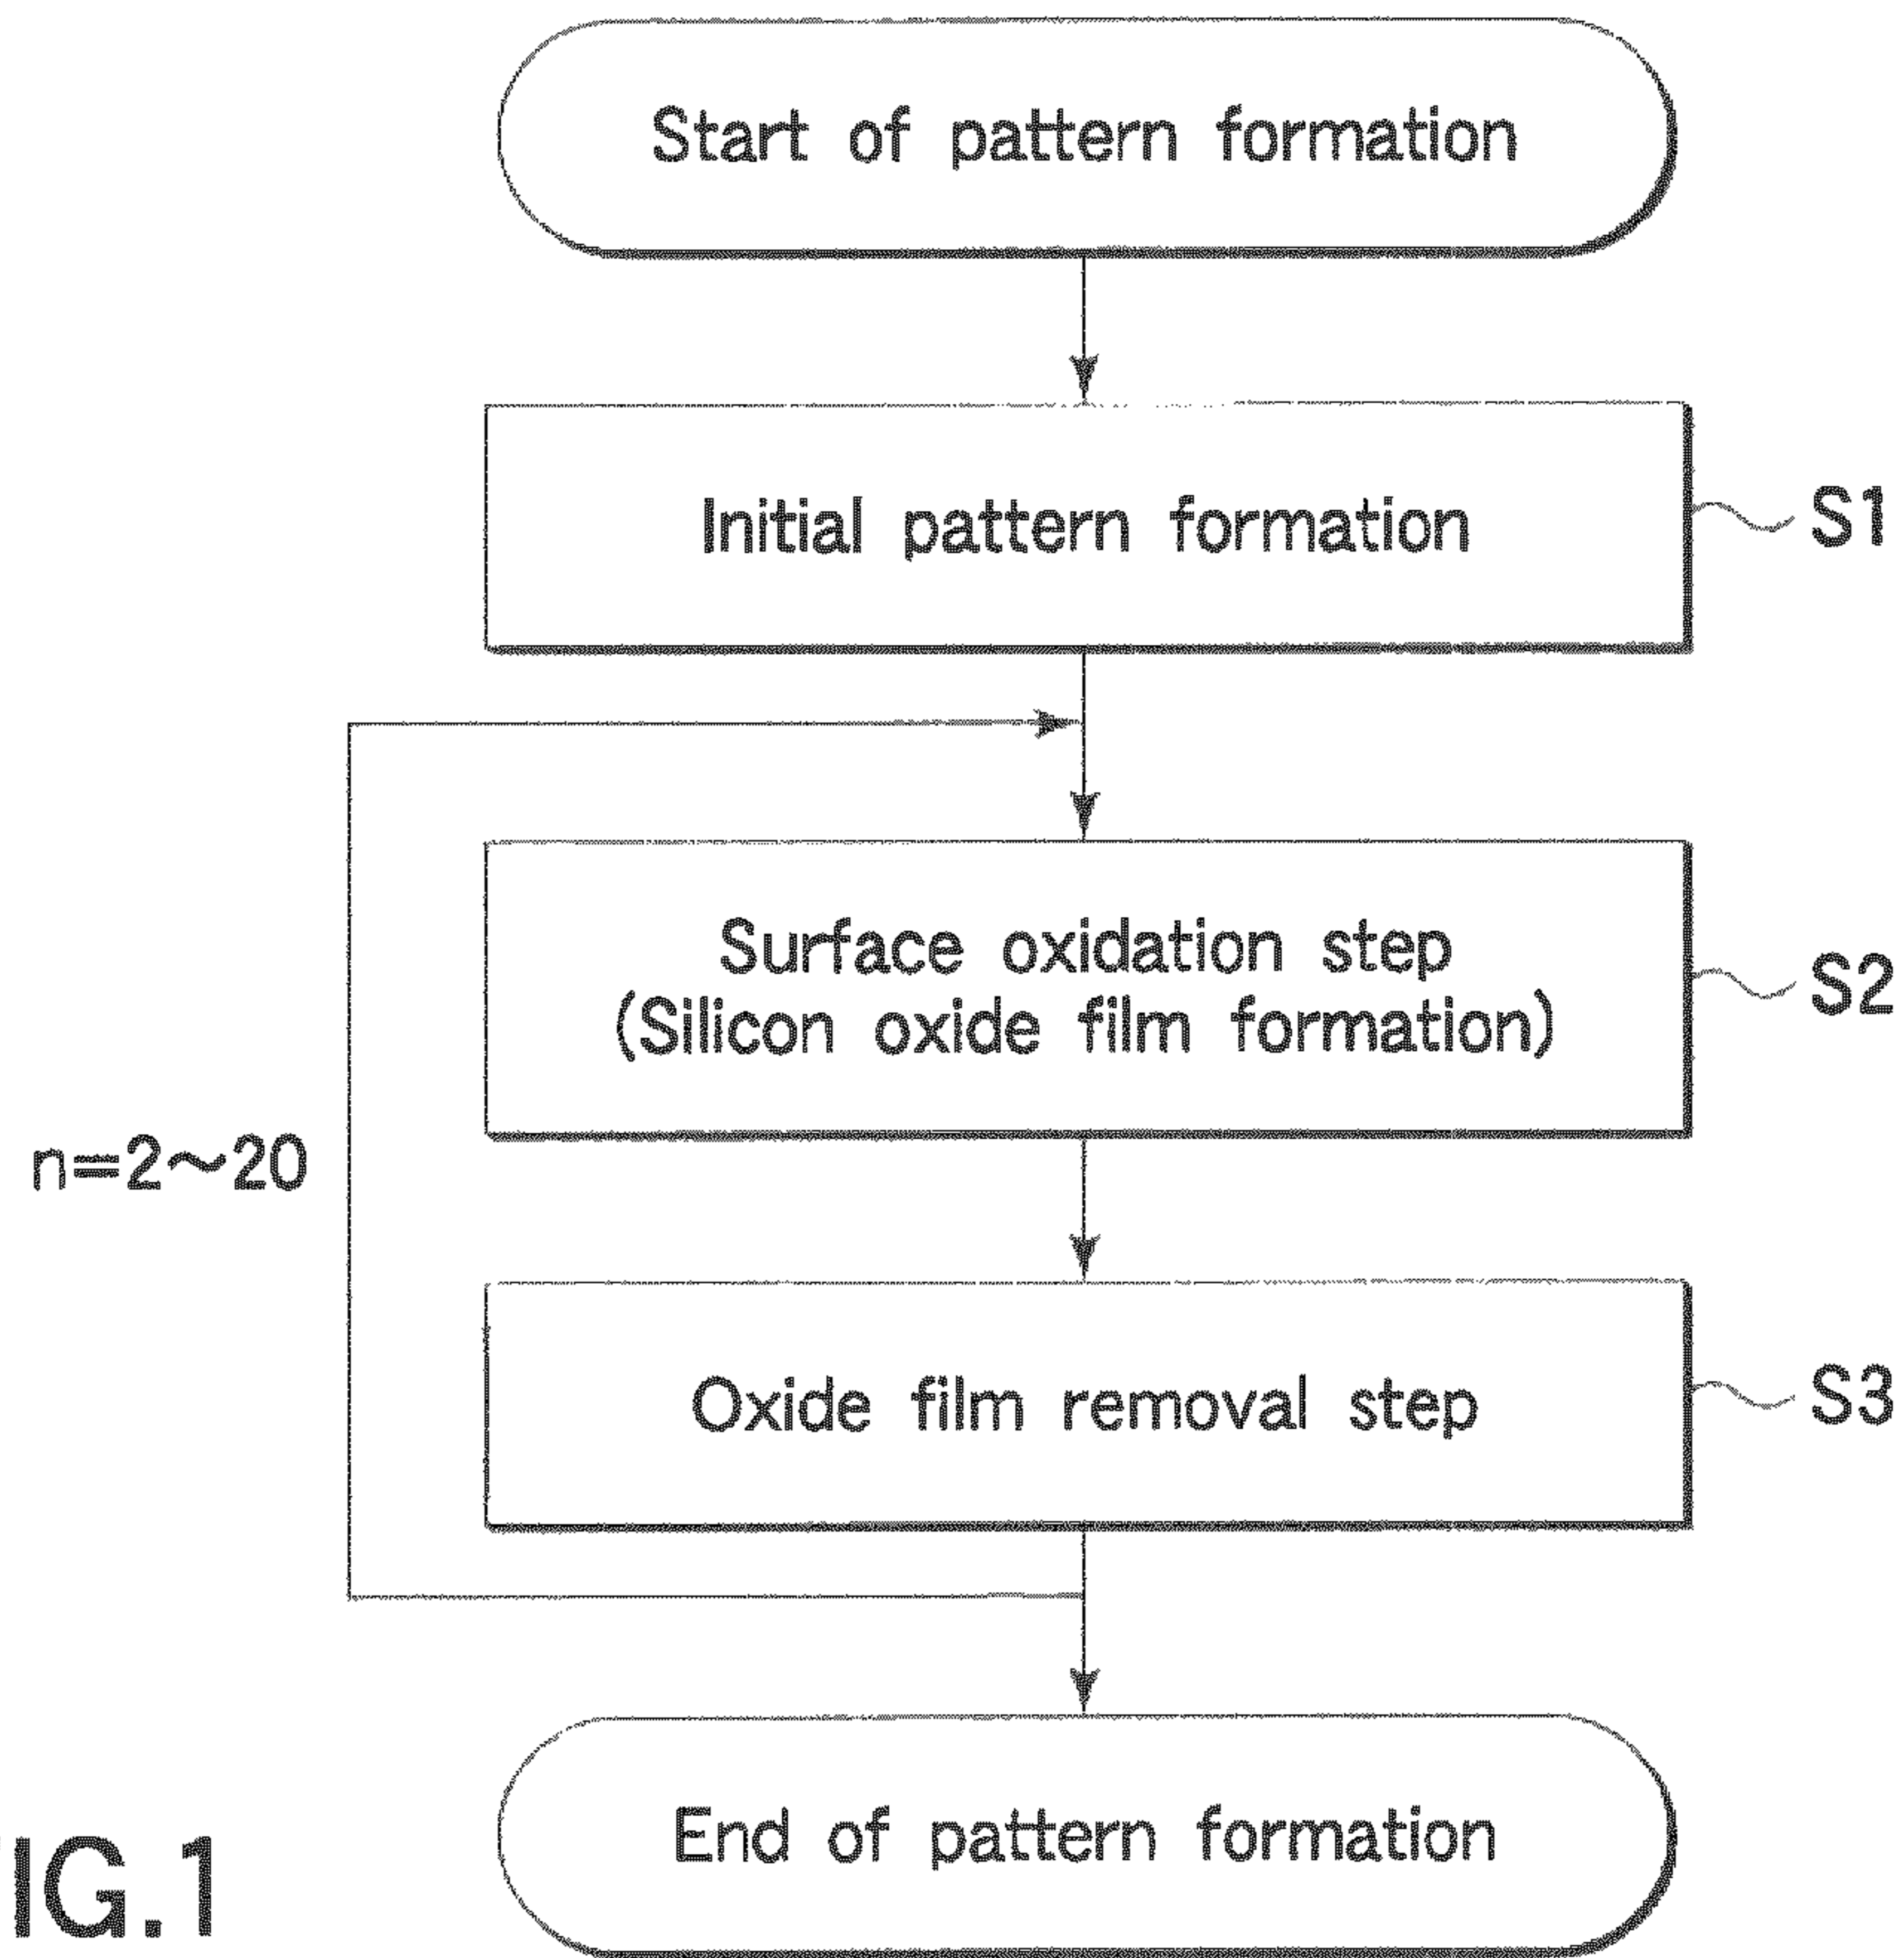 Start of pattern formation
Initial pattern formation
S1
Surface oxidation step
(Silicon oxide film formation)
S2
n=2~20
Oxide film removal step
S3
End of pattern formation
IG.1